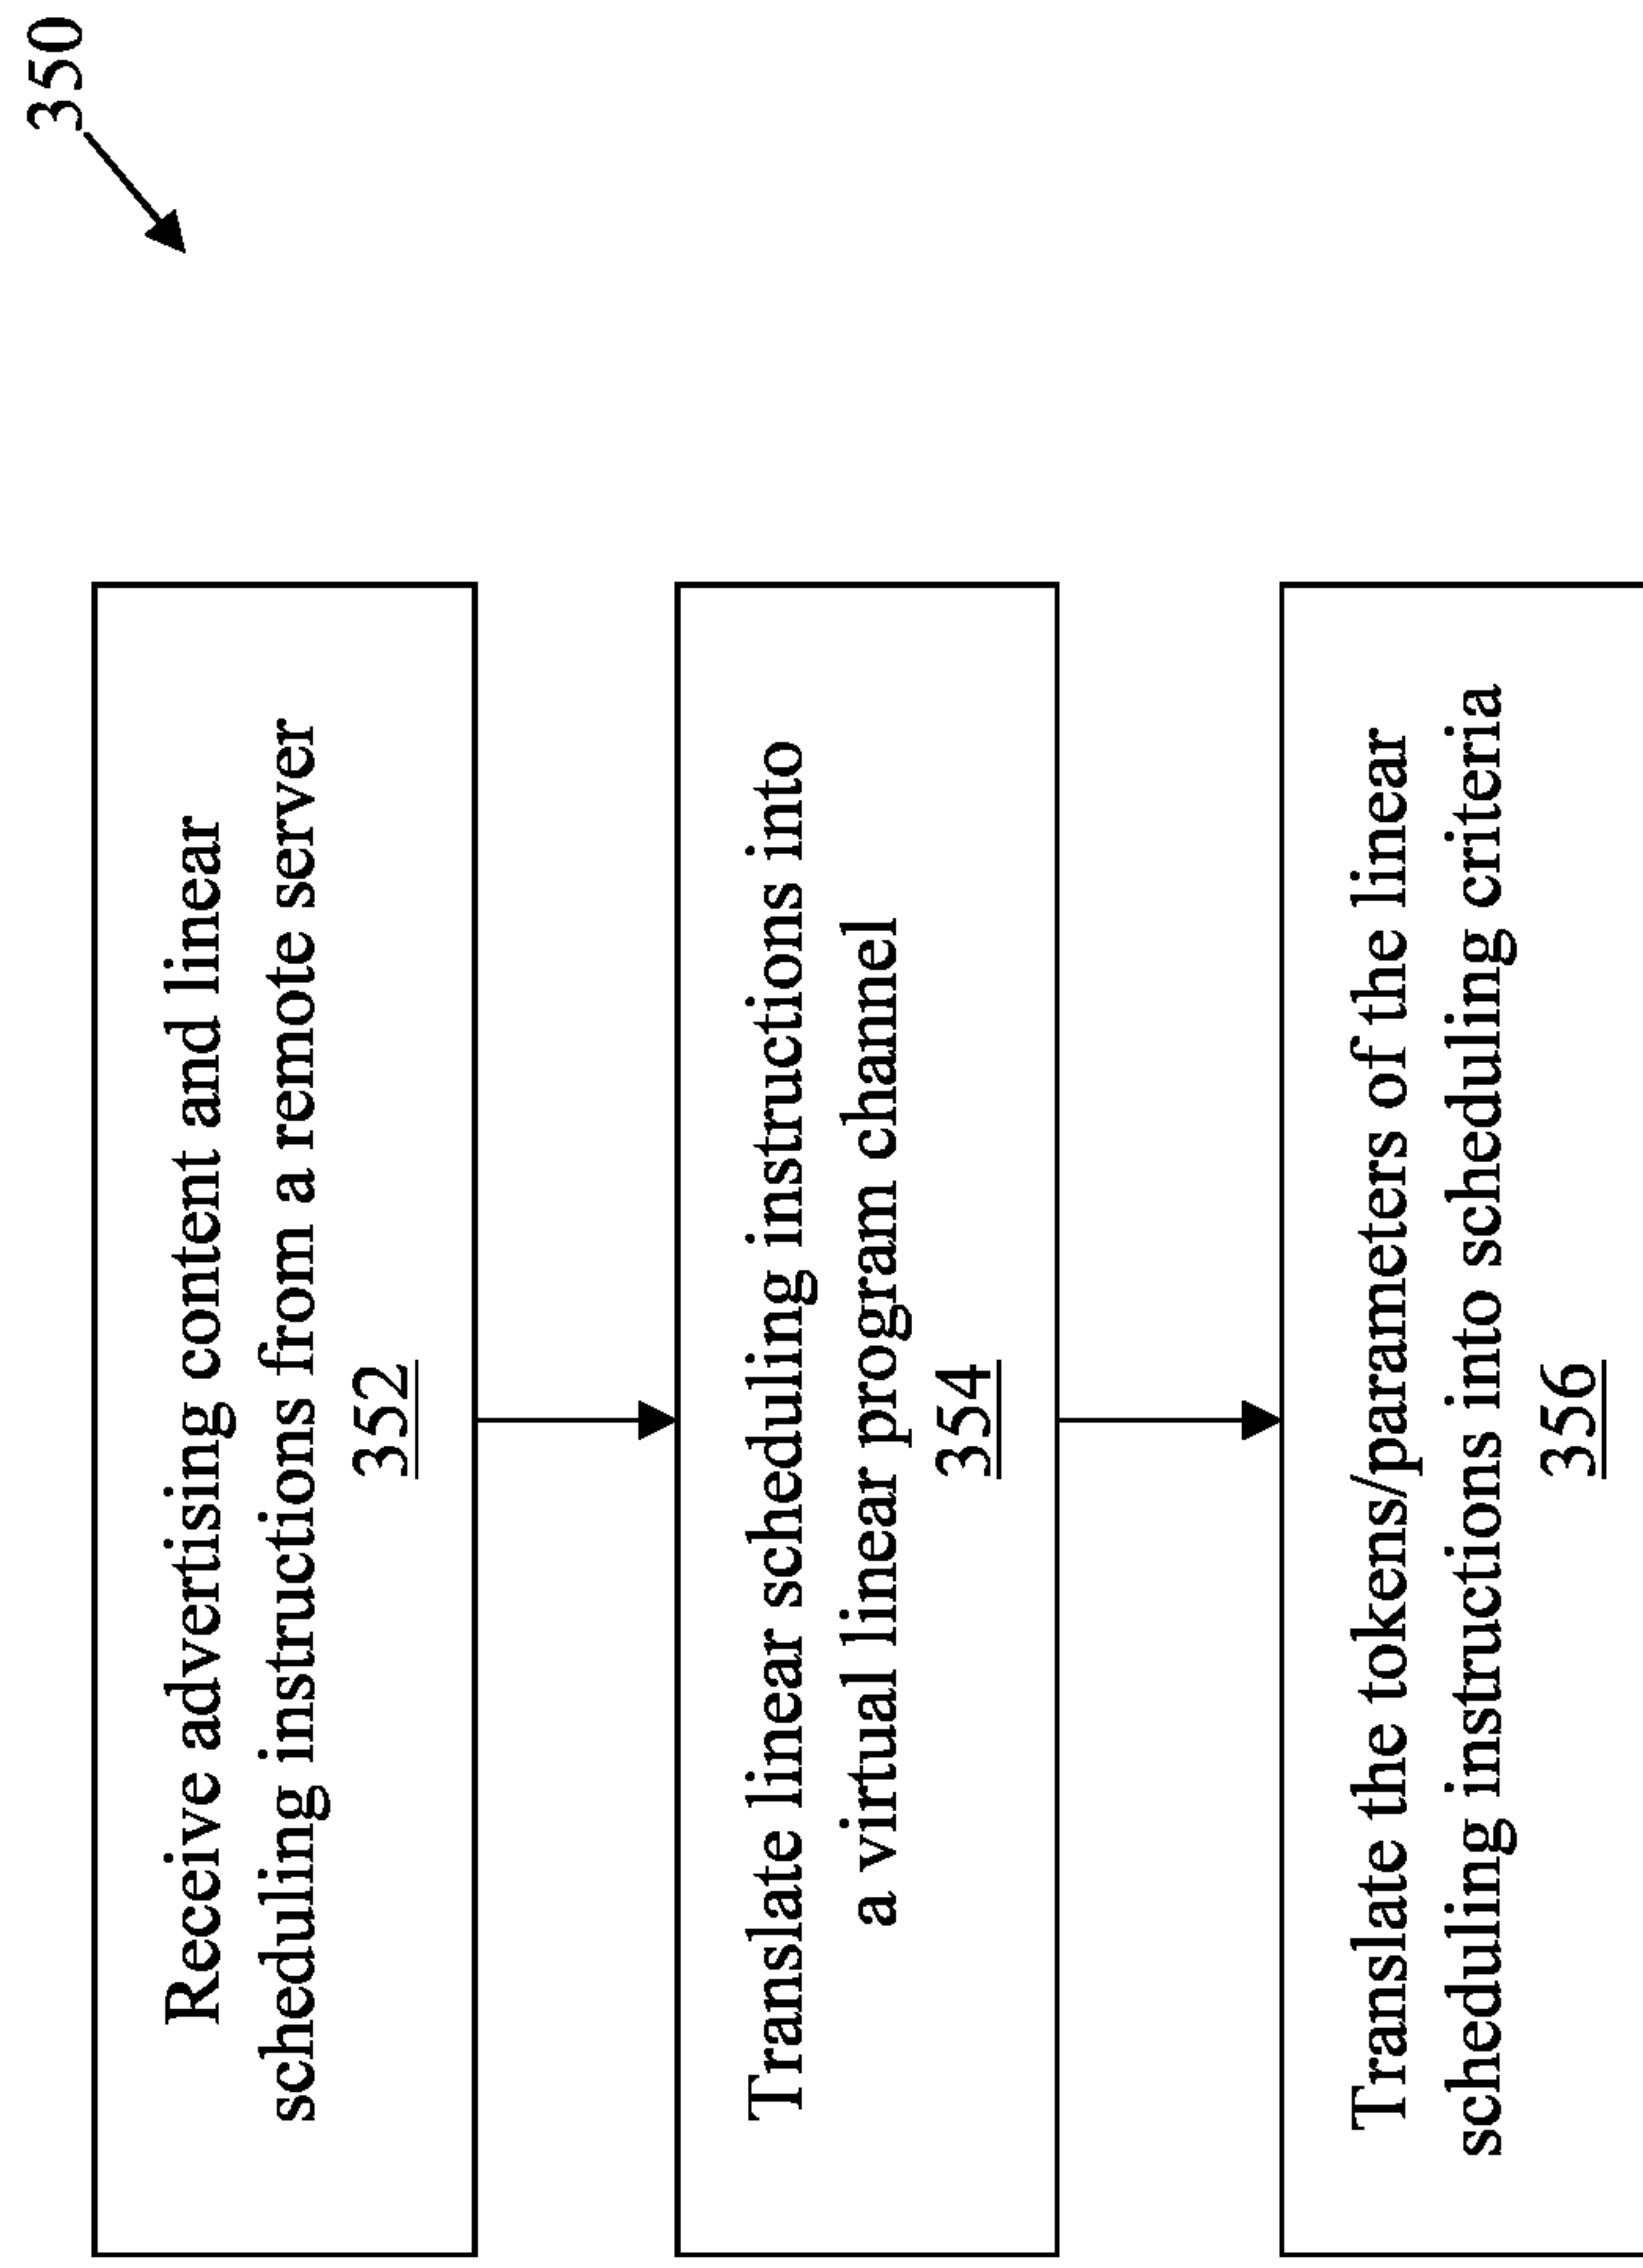 350
Receive advertising content and linear
scheduling instructions from a remote server
352
Translate linear scheduling instructions into
a virtual linear program channel
354
Translate the tokens/parameters of the linear
scheduling instructions into scheduling criteria
356